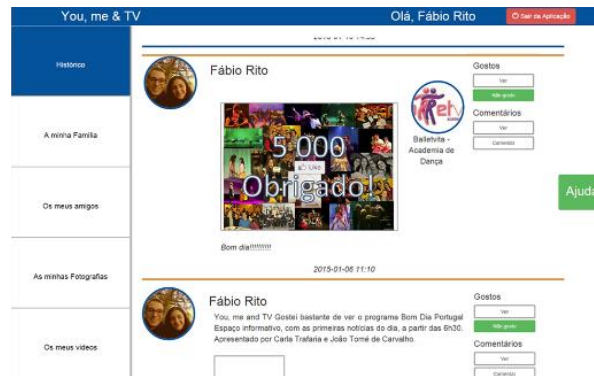 You, me & TV
Olá, Fábio Rito
Sair da Aplicação
Histórico
A minha Familia
Os meus amigos
As minhas Fotografias
Os meus videos
Fábio Rito
5.000
Like
Obrigado!
Bom dia!!!!!!!!!!
Balletvita -
Academia de
Dança
Gostos
Ver
Não gosto
Comentários
Ver
Comentar
Ajuda
2015-01-06 11:10
Fábio Rito
You, me and TV Gostei bastante de ver o programa Bom Dia Portugal
Espaço informativo, com as primeiras notícias do dia, a partir das 6h30.
Apresentado por Carla Trafaria e João Tomé de Carvalho.
Gostos
Ver
Não gosto
Comentários
Ver
Comentar